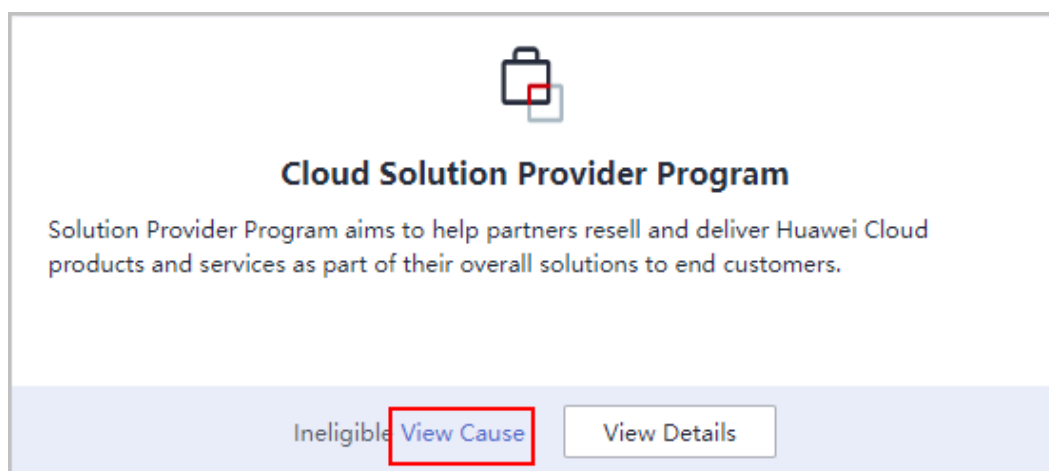 Cloud Solution Provider Program
Solution Provider Program aims to help partners resell and deliver Huawei Cloud
products and services as part of their overall solutions to end customers.
Ineligible View Cause View Details